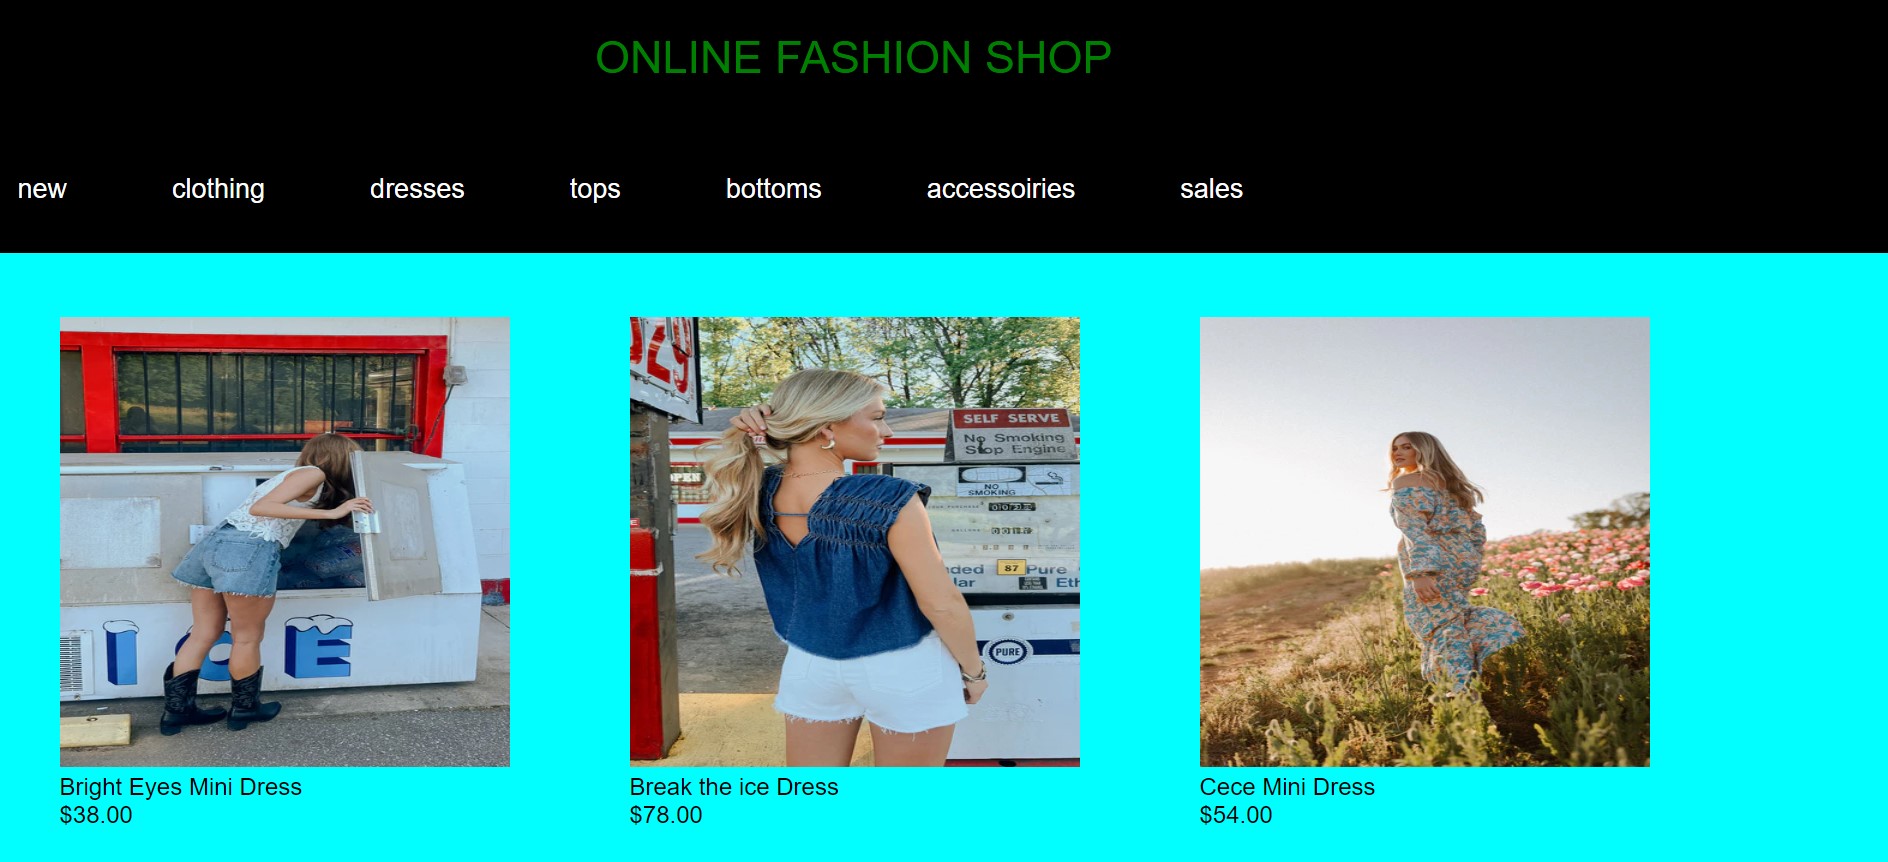 ONLINE FASHION SHOP
new clothing dresses tops bottoms accessoiries sales
ICE
OPEN
SELF SERVE
No Smoking
Stop Engine
NO
SMOKING
87 Pure
PURE
Bright Eyes Mini Dress
$38.00
Break the ice Dress
$78.00
Cece Mini Dress
$54.00